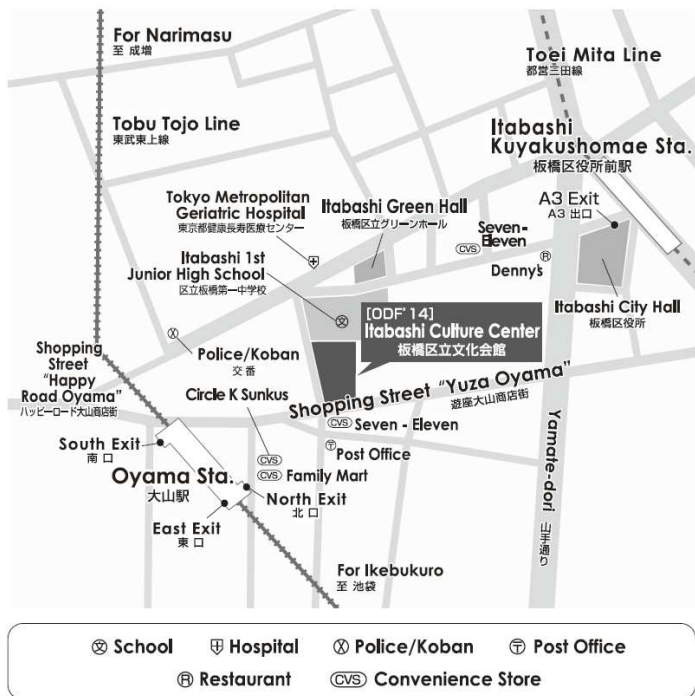 For Narimasu
至 成増
Toei Mita Line
都営三田線
Tobu Tojo Line
東武東上線
Itabashi
Kuyakushomae Sta.
板橋区役所前駅
Tokyo Metropolitan
Geriatric Hospital
東京都健康長寿医療センター
Itabashi Green Hall
板橋区立グリーンホール
A3 Exit
A3 出口
Seven-
Eleven
CVS
Denny's
R
Itabashi 1st
Junior High School
区立板橋第一中学校
文
Itabashi City Hall
板橋区役所
[ODF'14]
Itabashi Culture Center
板橋区立文化会館
X
Police/Koban
交番
Shopping
Street
"Happy
Road Oyama"
ハッピーロード大山商店街
Circle K Sunkus
CVS
Shopping Street "Yuza Oyama"
遊座大山商店街
CVS Seven - Eleven
〒 Post Office
South Exit
南口
Oyama Sta.
大山駅
CVS Family Mart
North Exit
北口
East Exit
東口
Yamate-dori 山手通り
For Ikebukuro
至 池袋
文 School
Hospital
X Police/Koban
〒 Post Office
R Restaurant
CVS Convenience Store